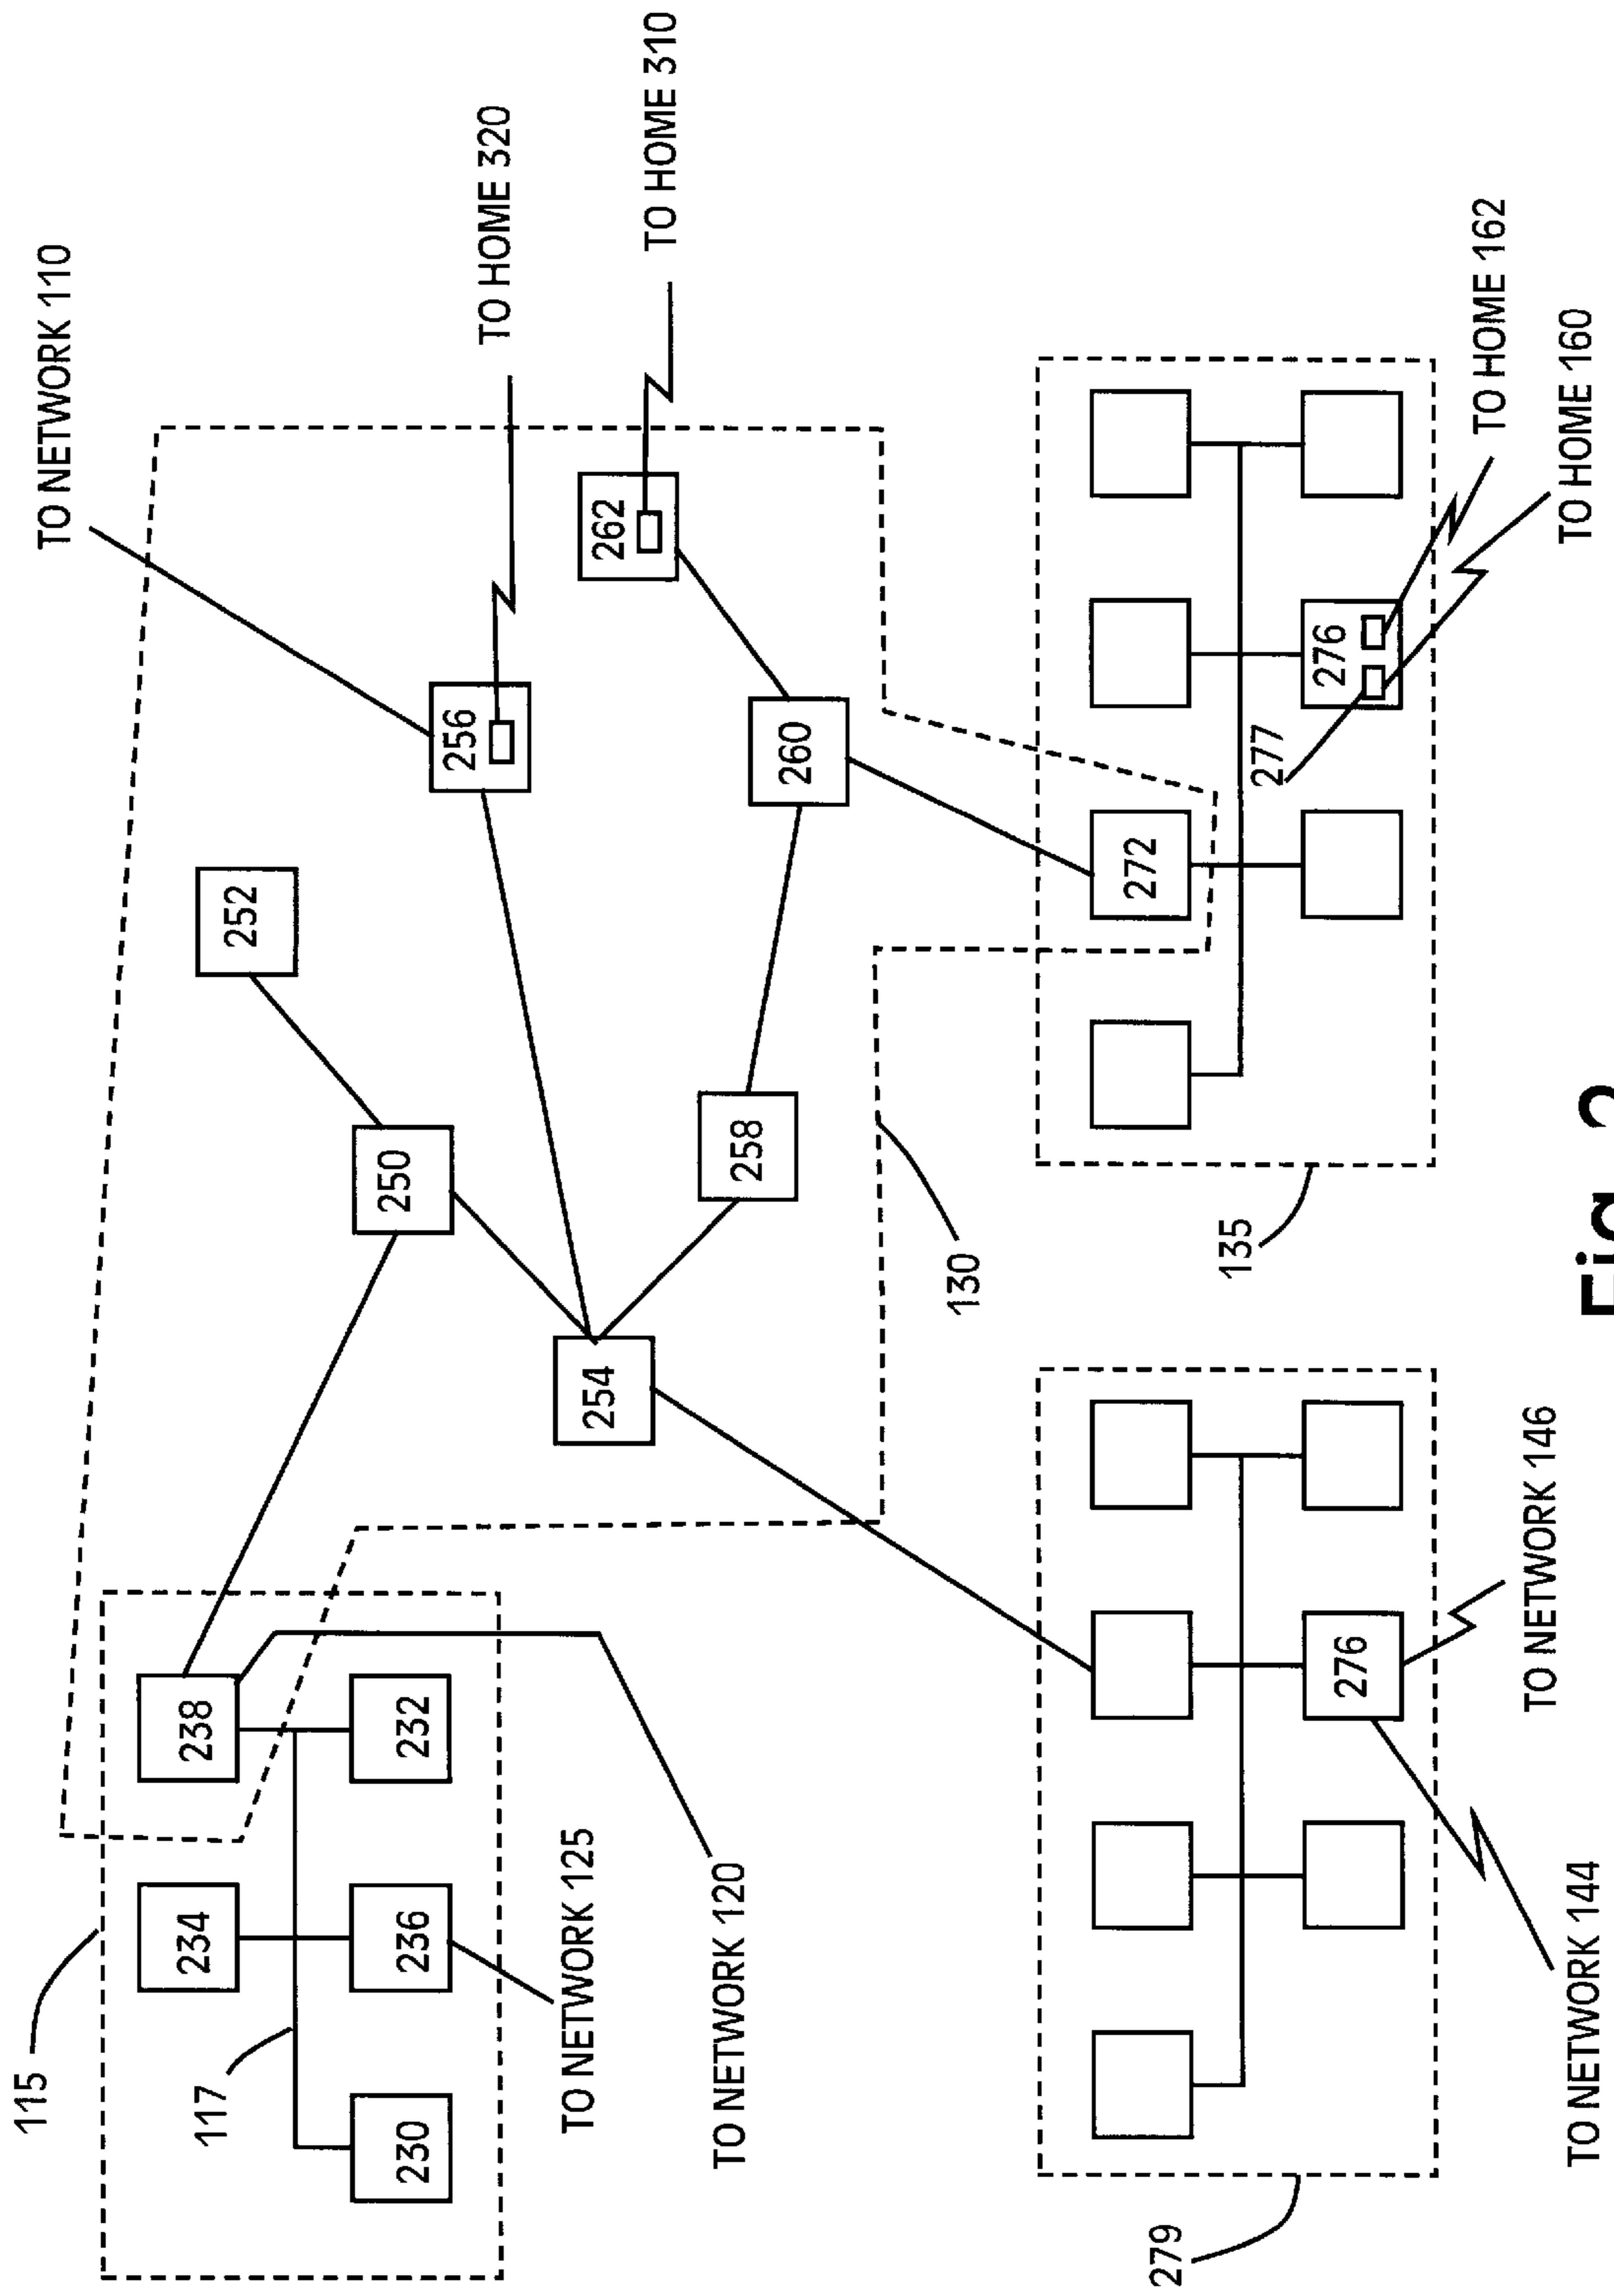 TO NETWORK 110
TO HOME 320
TO HOME 310
115
117
238
234
232
236
230
252
250
256
262
254
258
260
TO NETWORK 125
TO NETWORK 120
130
272
276
277
TO HOME 162
TO HOME 160
135
276
279
TO NETWORK 146
TO NETWORK 144
Fig. 2